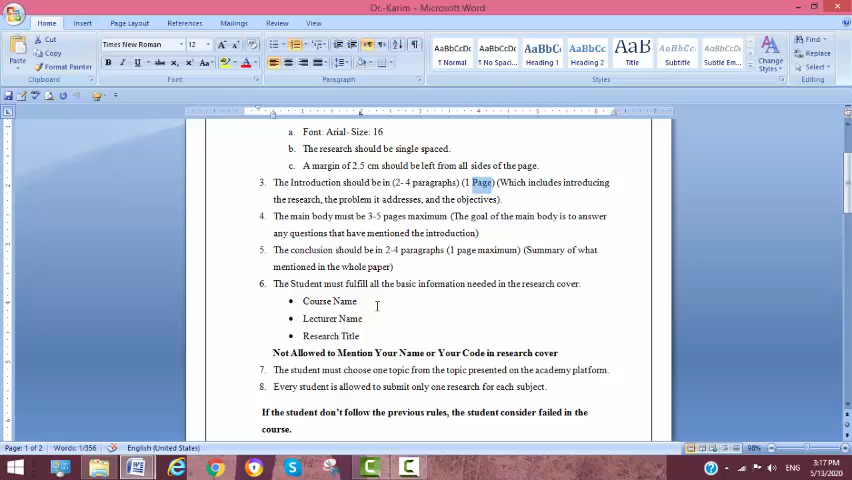 Dr.-Karim - Microsoft Word
Home Insert Page Layout References Mailings Review View
Cut
Copy
Format Painter
Paste
Clipboard
Times New Roman 12
Font
Paragraph
AaBbCcDc AaBbCcDc AaBbC AaBbCc AaB AaBbCc AaBbCcDc
T Normal T No Spaci... Heading 1 Heading 2 Title Subtitle Subtle Em...
Change Styles
Styles
Find
Replace
Select
Editing
a. Font: Arial- Size: 16
b. The research should be single spaced.
c. A margin of 2.5 cm should be left from all sides of the page.
3. The Introduction should be in (2- 4 paragraphs) (1 Page) (Which includes introducing
the research, the problem it addresses, and the objectives).
4. The main body must be 3-5 pages maximum (The goal of the main body is to answer
any questions that have mentioned the introduction)
5. The conclusion should be in 2-4 paragraphs (1 page maximum) (Summary of what
mentioned in the whole paper)
6. The Student must fulfill all the basic information needed in the research cover:
• Course Name
• Lecturer Name
• Research Title
Not Allowed to Mention Your Name or Your Code in research cover
7. The student must choose one topic from the topic presented on the academy platform.
8. Every student is allowed to submit only one research for each subject.
If the student don't follow the previous rules, the student consider failed in the
course.
Page: 1 of 2 Words: 1/356 English (United States) 98%
ENG 3:17 PM
5/13/2020